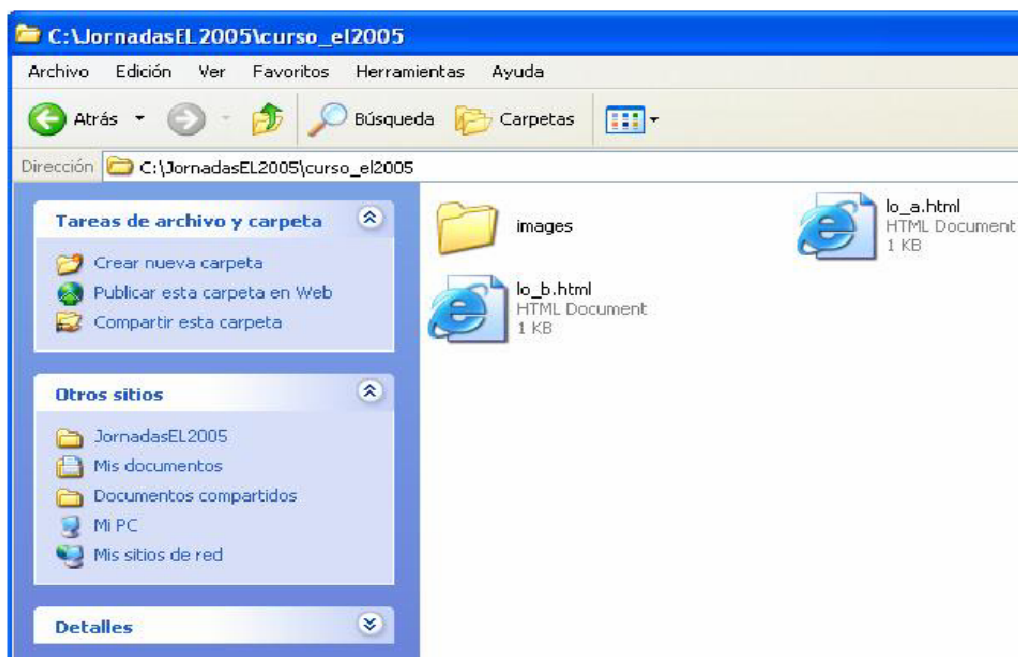 C:\JornadasEL2005\curso_el2005
Archivo Edición Ver Favoritos Herramientas Ayuda
Atrás Búsqueda Carpetas
Dirección C:\JornadasEL2005\curso_el2005
Tareas de archivo y carpeta
Crear nueva carpeta
Publicar esta carpeta en Web
Compartir esta carpeta
Otros sitios
JornadasEL2005
Mis documentos
Documentos compartidos
Mi PC
Mis sitios de red
Detalles
images
lo_a.html
HTML Document
1 KB
lo_b.html
HTML Document
1 KB